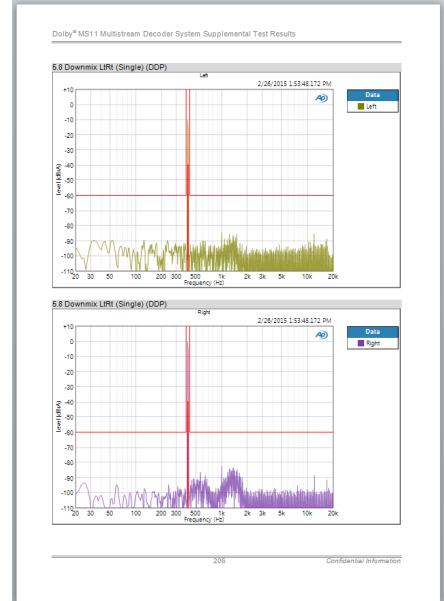 Dolby® MS11 Multistream Decoder System Supplemental Test Results
5.8 Downmix LtRt (Single) (DDP)
Left
2/26/2015 1:53:48.172 PM
Data
Left
+10
0
-10
-20
-30
-40
-50
-60
-70
-80
-90
-100
-110
Level (dBrA)
20 30 50 100 200 300 500 1k 2k 3k 5k 10k 20k
Frequency (Hz)
5.8 Downmix LtRt (Single) (DDP)
Right
2/26/2015 1:53:48.172 PM
Data
Right
+10
0
-10
-20
-30
-40
-50
-60
-70
-80
-90
-100
-110
Level (dBrA)
20 30 50 100 200 300 500 1k 2k 3k 5k 10k 20k
Frequency (Hz)
206 Confidential Information